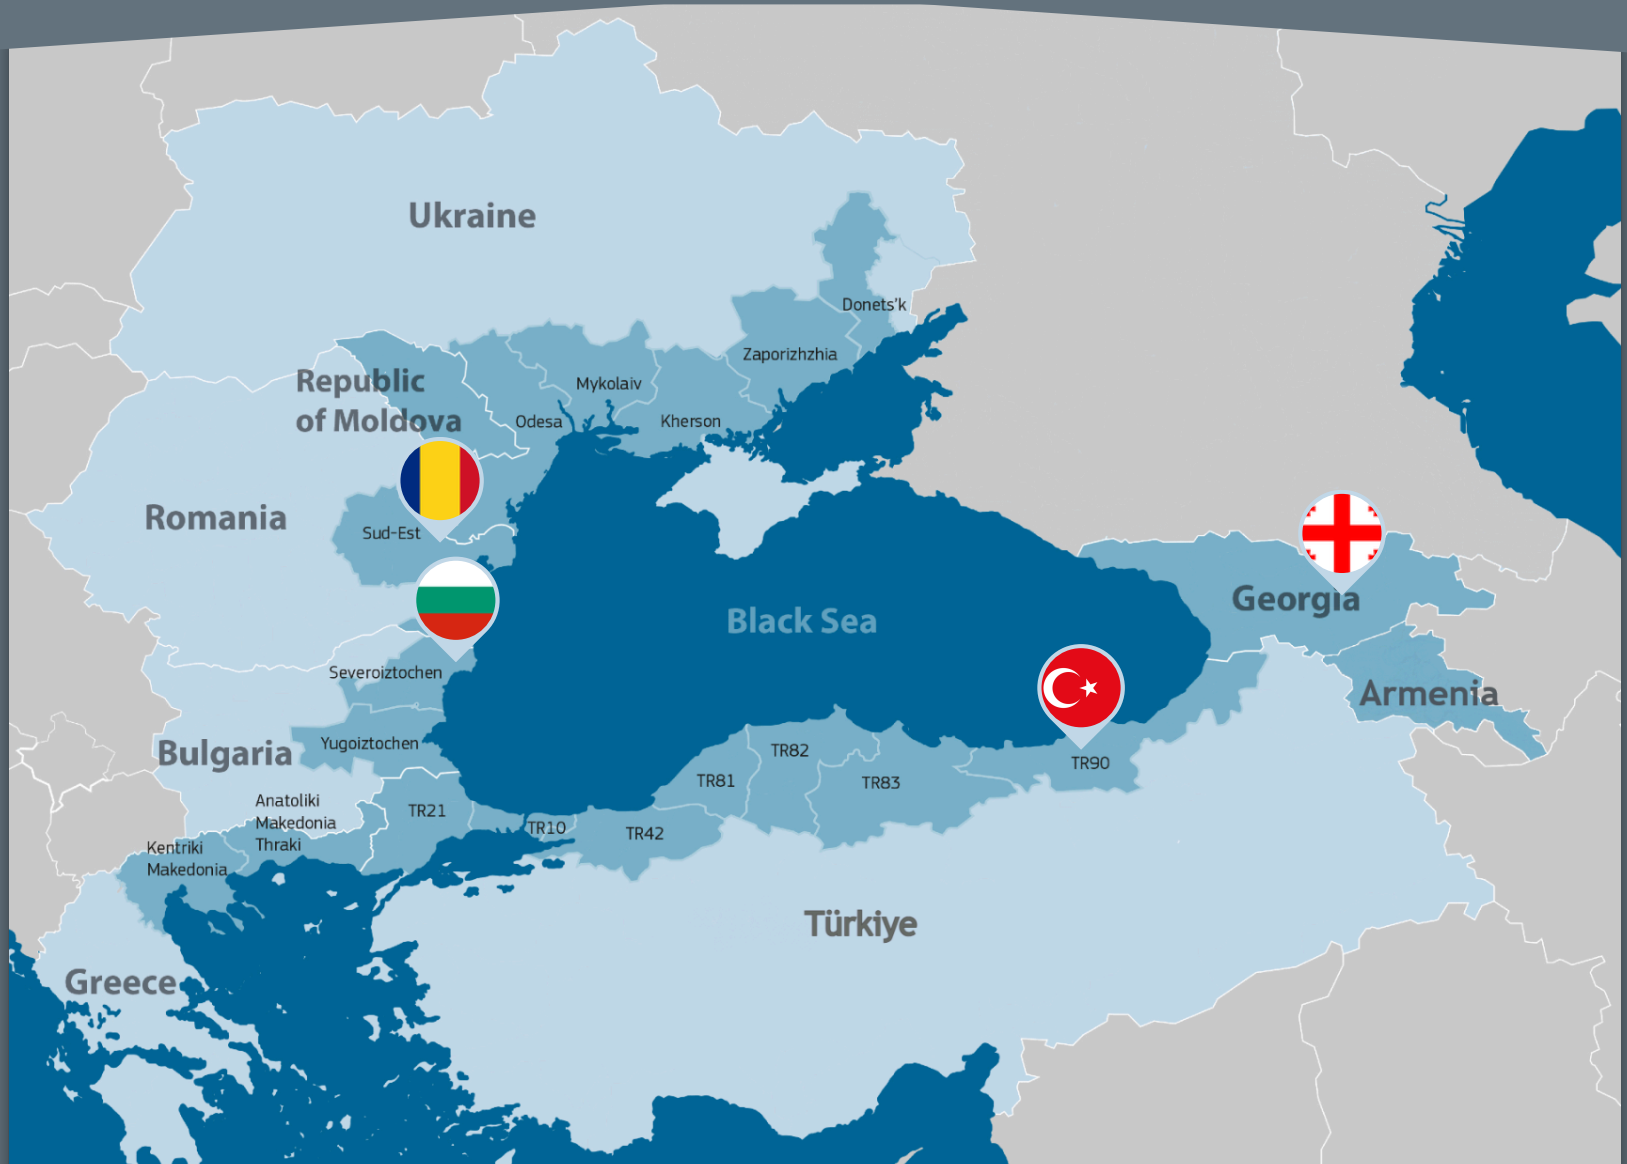 Ukraine
Donets'k
Zaporizhzhia
Republic
of Moldova
Mykolaiv
Odesa
Kherson
Romania
Sud-Est
Georgia
Black Sea
Severoiztochen
Armenia
Bulgaria
Yugoiztochen
TR82
TR90
TR81
TR83
Anatoliki
Makedonia
Thraki
TR21
TR10
TR42
Kentriki
Makedonia
Türkiye
Greece